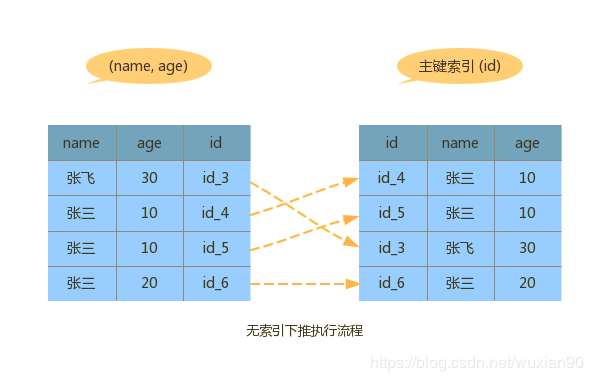 (name, age)
主键索引 (id)
name age id
张飞 30 id_3
张三 10 id_4
张三 10 id_5
张三 20 id_6
id name age
id_4 张三 10
id_5 张三 10
id_3 张飞 30
id_6 张三 20
无索引下推执行流程
https://blog.csdn.net/wuxian90